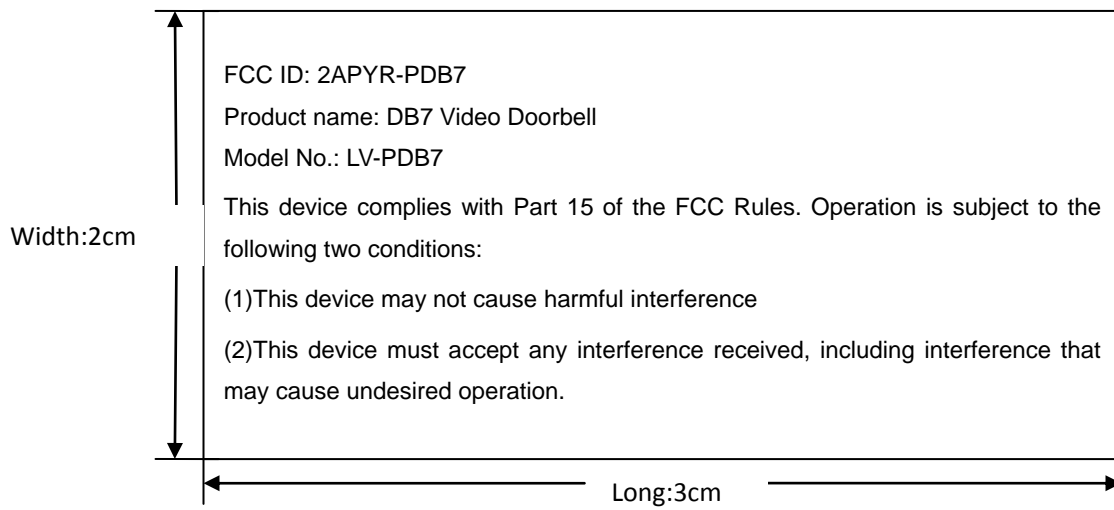 FCC ID: 2APYR-PDB7
Product name: DB7 Video Doorbell
Model No.: LV-PDB7
This device complies with Part 15 of the FCC Rules. Operation is subject to the
following two conditions:
(1)This device may not cause harmful interference
(2)This device must accept any interference received, including interference that
may cause undesired operation.
Width:2cm
Long:3cm